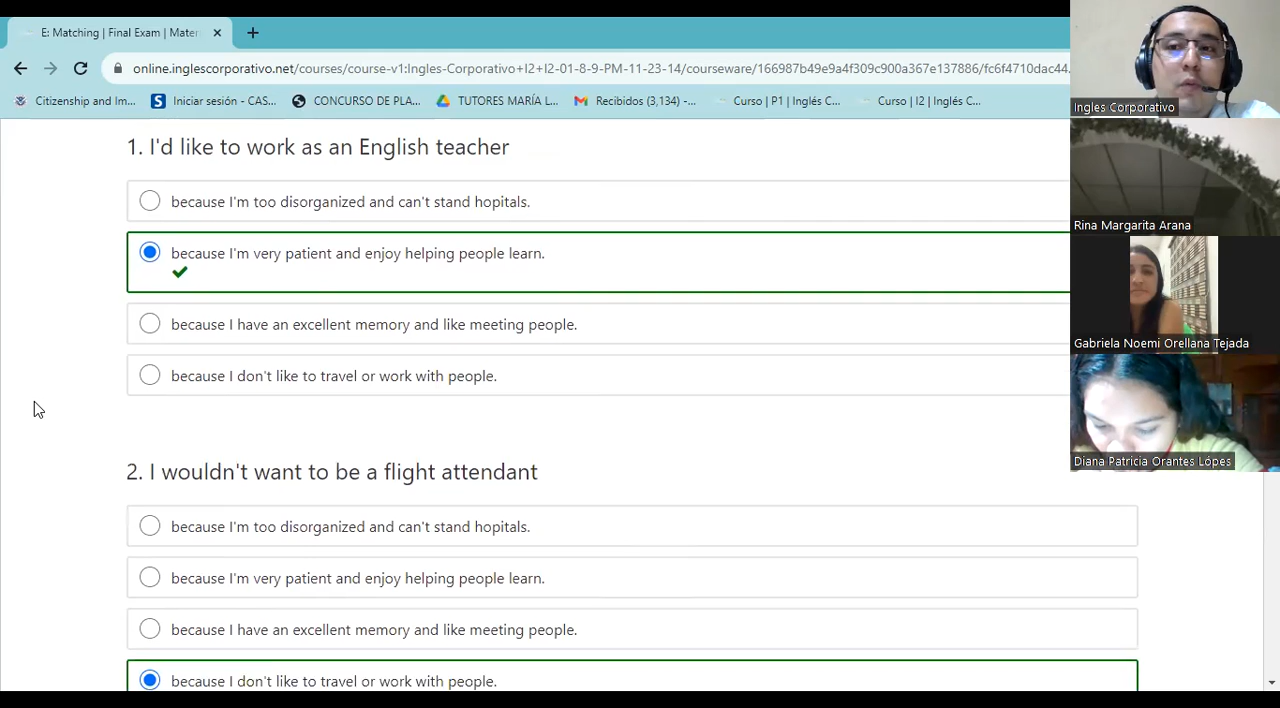 E: Matching | Final Exam | Mater
online.inglescorporativo.net/courses/course-v1:Ingles-Corporativo+I2+I2-01-8-9-PM-11-23-14/courseware/166987b49e9a4f309c900a367e137886/fc6f4710dac44...
Citizenship and Im...
Iniciar sesión - CAS...
CONCURSO DE PLA...
TUTORES MARÍA L...
Recibidos (3,134) -...
Curso | P1 | Inglés C...
Curso | I2 | Inglés C...
Ingles Corporativo
1. I'd like to work as an English teacher
because I'm too disorganized and can't stand hopitals.
Rina Margarita Arana
because I'm very patient and enjoy helping people learn.
because I have an excellent memory and like meeting people.
Gabriela Noemi Orellana Tejada
because I don't like to travel or work with people.
Diana Patricia Orantes Lópes
2. I wouldn't want to be a flight attendant
because I'm too disorganized and can't stand hopitals.
because I'm very patient and enjoy helping people learn.
because I have an excellent memory and like meeting people.
because I don't like to travel or work with people.